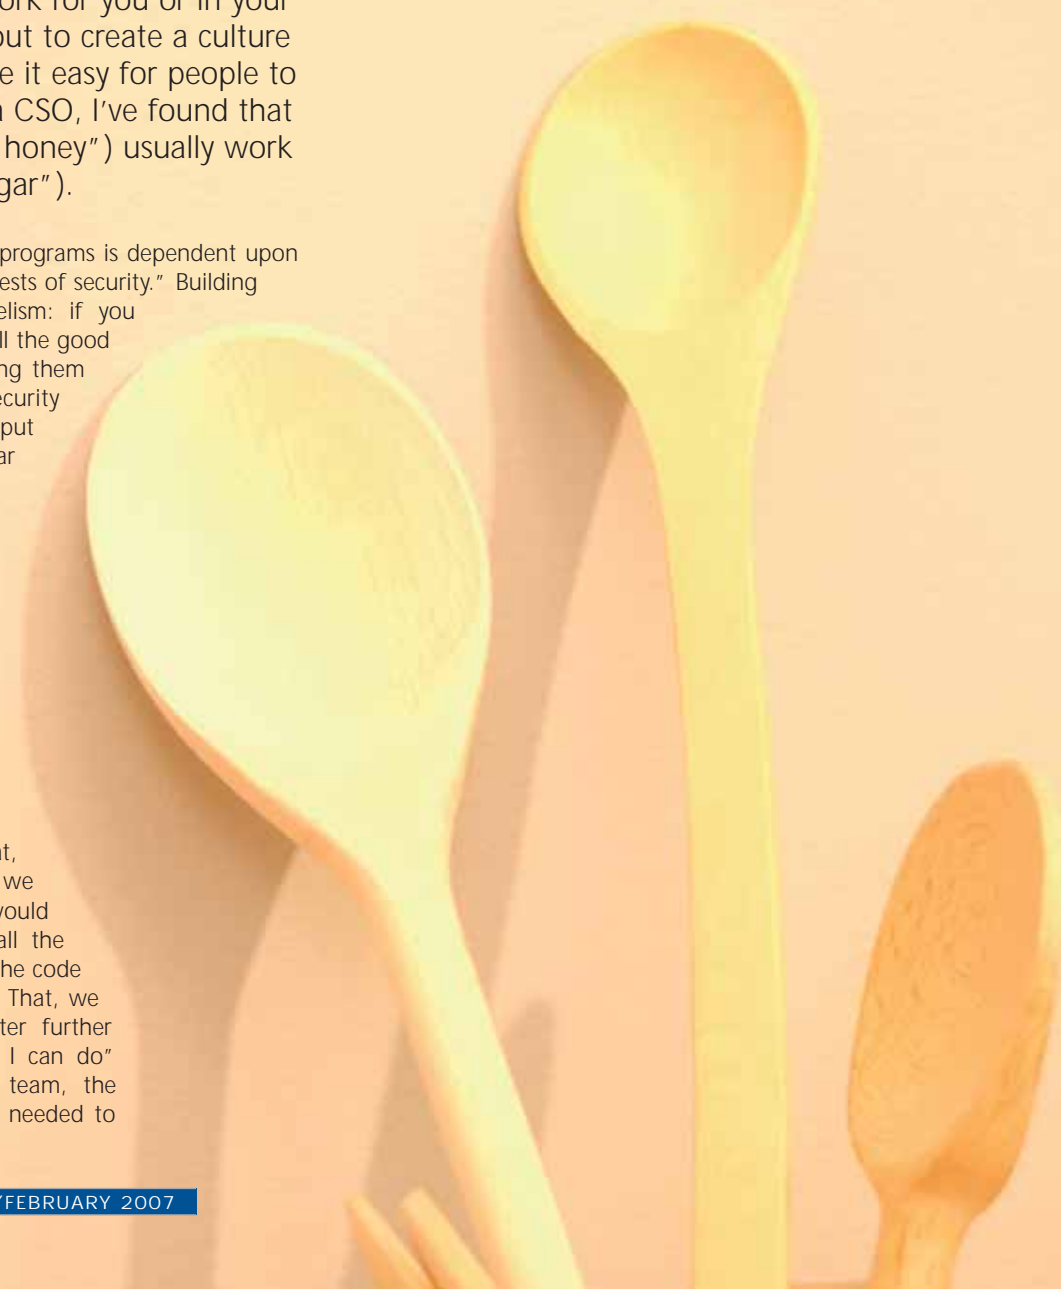 work for you or in your
out to create a culture
e it easy for people to
a CSO, I've found that
honey") usually work
gar").
programs is dependent upon
ests of security." Building
elism: if you
ll the good
ng them
ecurity
put
ar
t,
we
would
all the
he code
That, we
ter further
I can do"
team, the
needed to
/FEBRUARY 2007